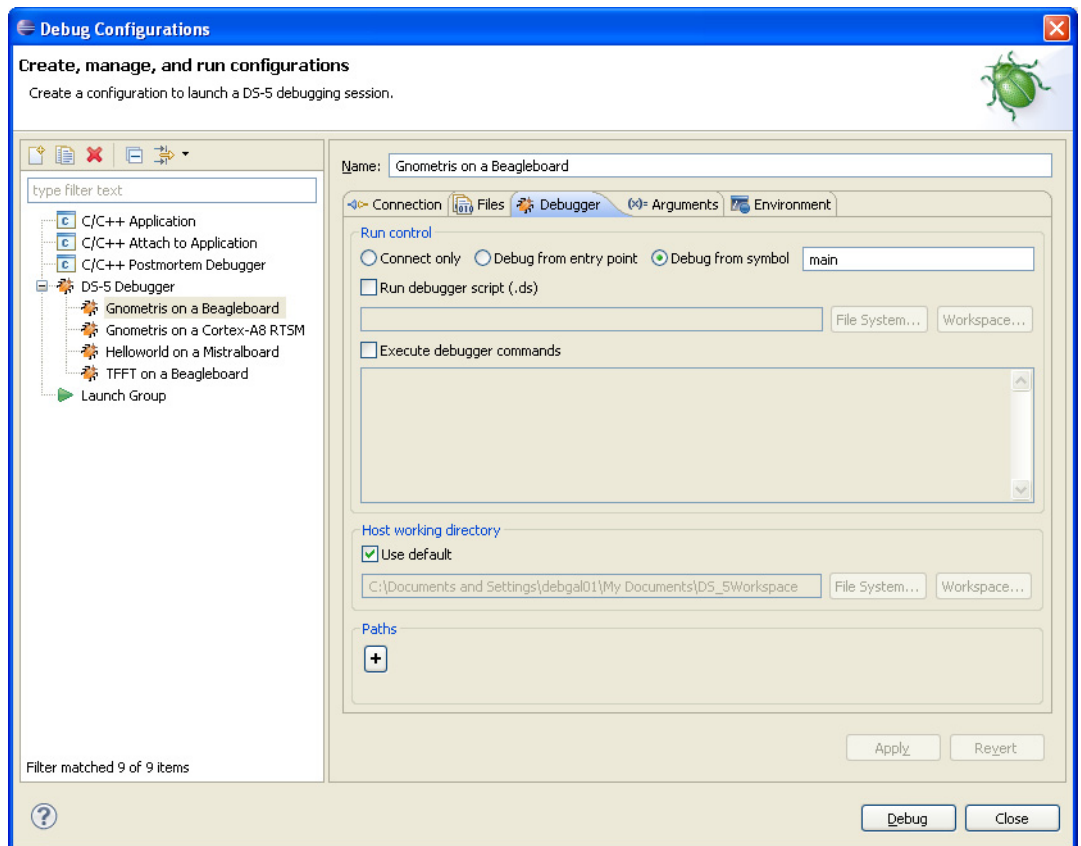 Debug Configurations
Create, manage, and run configurations
Create a configuration to launch a DS-5 debugging session.
type filter text
C/C++ Application
C/C++ Attach to Application
C/C++ Postmortem Debugger
DS-5 Debugger
Gnometris on a Beagleboard
Gnometris on a Cortex-A8 RTSM
Helloworld on a Mistralboard
TFFT on a Beagleboard
Launch Group
Filter matched 9 of 9 items
Name: Gnometris on a Beagleboard
Connection Files Debugger (x)= Arguments Environment
Run control
Connect only Debug from entry point Debug from symbol main
Run debugger script (.ds)
File System... Workspace...
Execute debugger commands
Host working directory
Use default
C:\Documents and Settings\debgal01\My Documents\DS_5Workspace File System... Workspace...
Paths
+
Apply Revert
? Debug Close